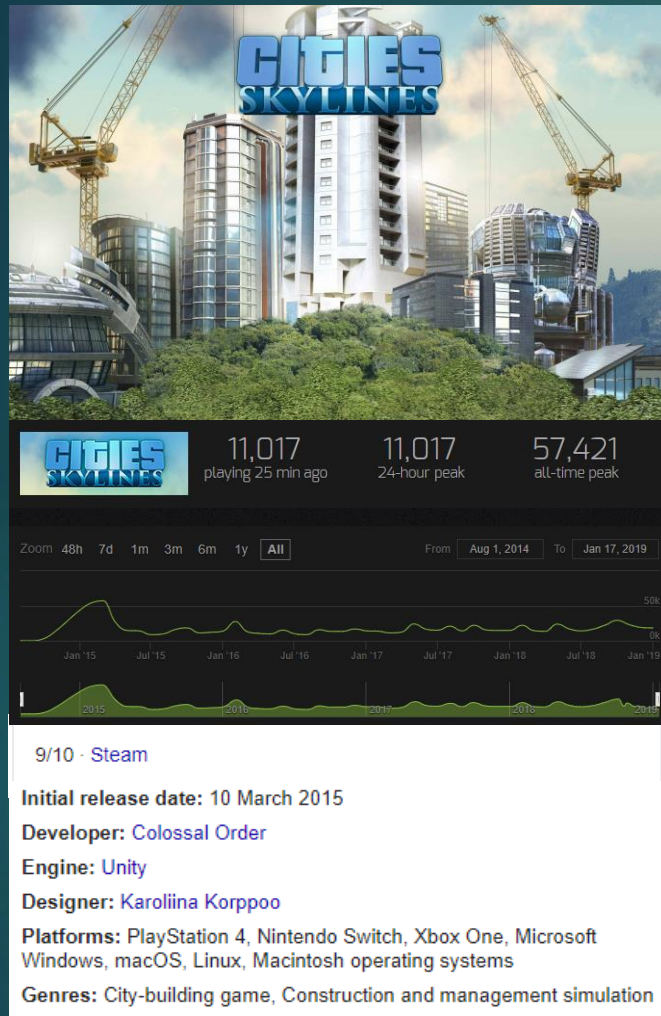 CITIES
SKYLINES
CITIES
SKYLINES
11,017
playing 25 min ago
11,017
24-hour peak
57,421
all-time peak
Zoom 48h 7d 1m 3m 6m 1y All
From Aug 1, 2014 To Jan 17, 2019
50k
0k
Jan '15 Jul '15 Jan '16 Jul '16 Jan '17 Jul '17 Jan '18 Jul '18 Jan '19
2015 2016 2017 2018 2019
9/10 · Steam
Initial release date: 10 March 2015
Developer: Colossal Order
Engine: Unity
Designer: Karoliina Korppoo
Platforms: PlayStation 4, Nintendo Switch, Xbox One, Microsoft
Windows, macOS, Linux, Macintosh operating systems
Genres: City-building game, Construction and management simulation